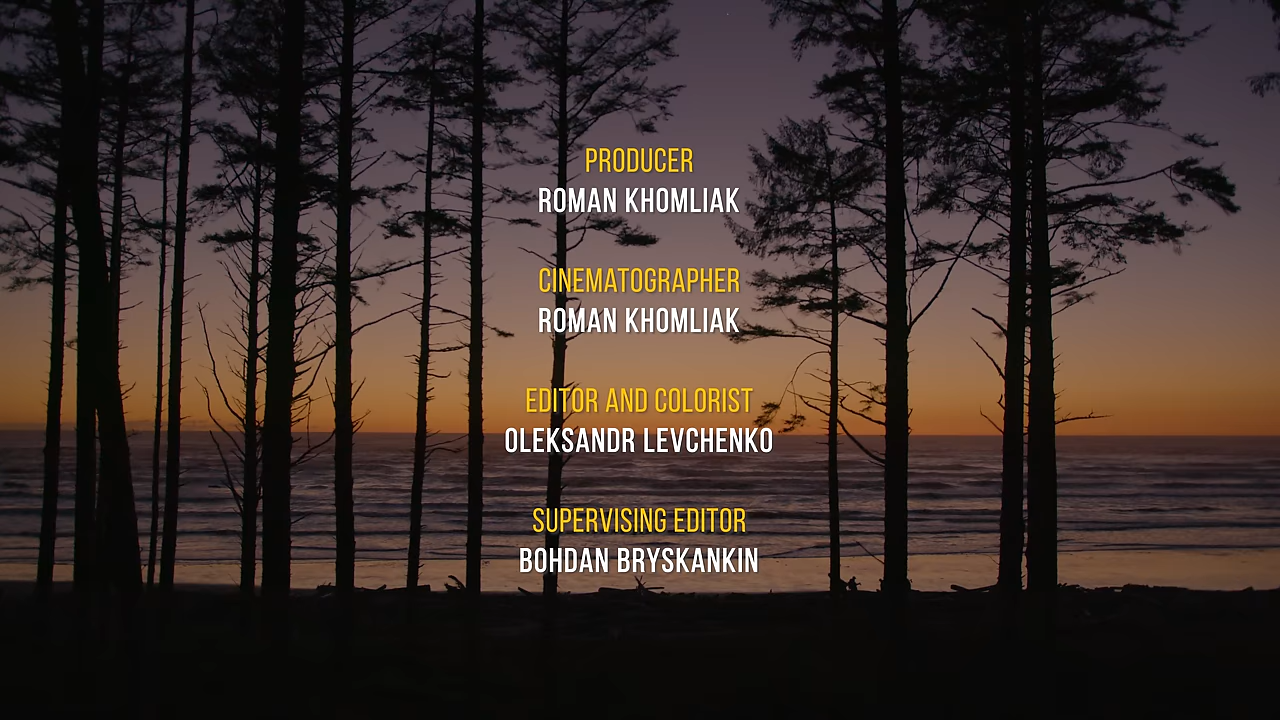 PRODUCER
ROMAN KHOMLIAK
CINEMATOGRAPHER
ROMAN KHOMLIAK
EDITOR AND COLORIST
OLEKSANDR LEVCHENKO
SUPERVISING EDITOR
BOHDAN BRYSKANKIN